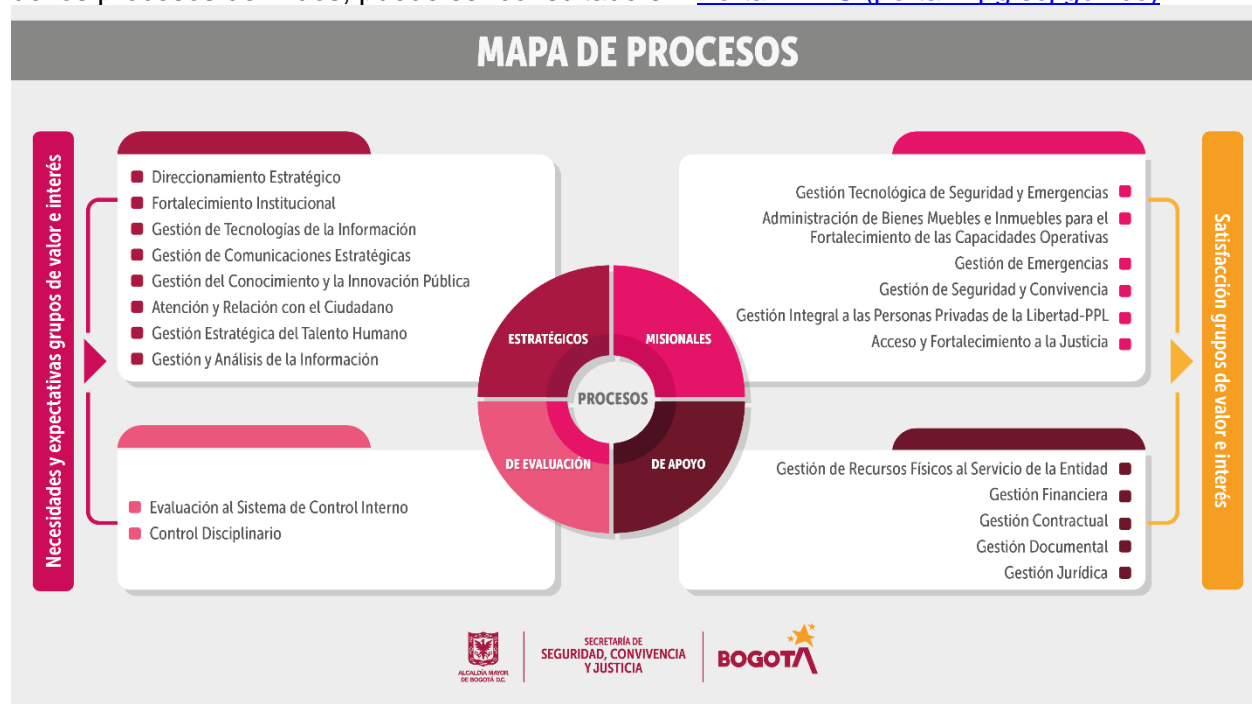 MAPA DE PROCESOS
Necesidades y expectativas grupos de valor e interés
Direccionamiento Estratégico
Fortalecimiento Institucional
Gestión de Tecnologías de la Información
Gestión de Comunicaciones Estratégicas
Gestión del Conocimiento y la Innovación Pública
Atención y Relación con el Ciudadano
Gestión Estratégica del Talento Humano
Gestión y Análisis de la Información
Evaluación al Sistema de Control Interno
Control Disciplinario
ESTRATÉGICOS
MISIONALES
PROCESOS
DE EVALUACIÓN
DE APOYO
Gestión Tecnológica de Seguridad y Emergencias
Administración de Bienes Muebles e Inmuebles para el
Fortalecimiento de las Capacidades Operativas
Gestión de Emergencias
Gestión de Seguridad y Convivencia
Gestión Integral a las Personas Privadas de la Libertad-PPL
Acceso y Fortalecimiento a la Justicia
Gestión de Recursos Físicos al Servicio de la Entidad
Gestión Financiera
Gestión Contractual
Gestión Documental
Gestión Jurídica
Satisfacción grupos de valor e interés
ALCALDÍA MAYOR
DE BOGOTÁ D.C.
SECRETARÍA DE
SEGURIDAD, CONVIVENCIA
Y JUSTICIA
BOGOTÁ